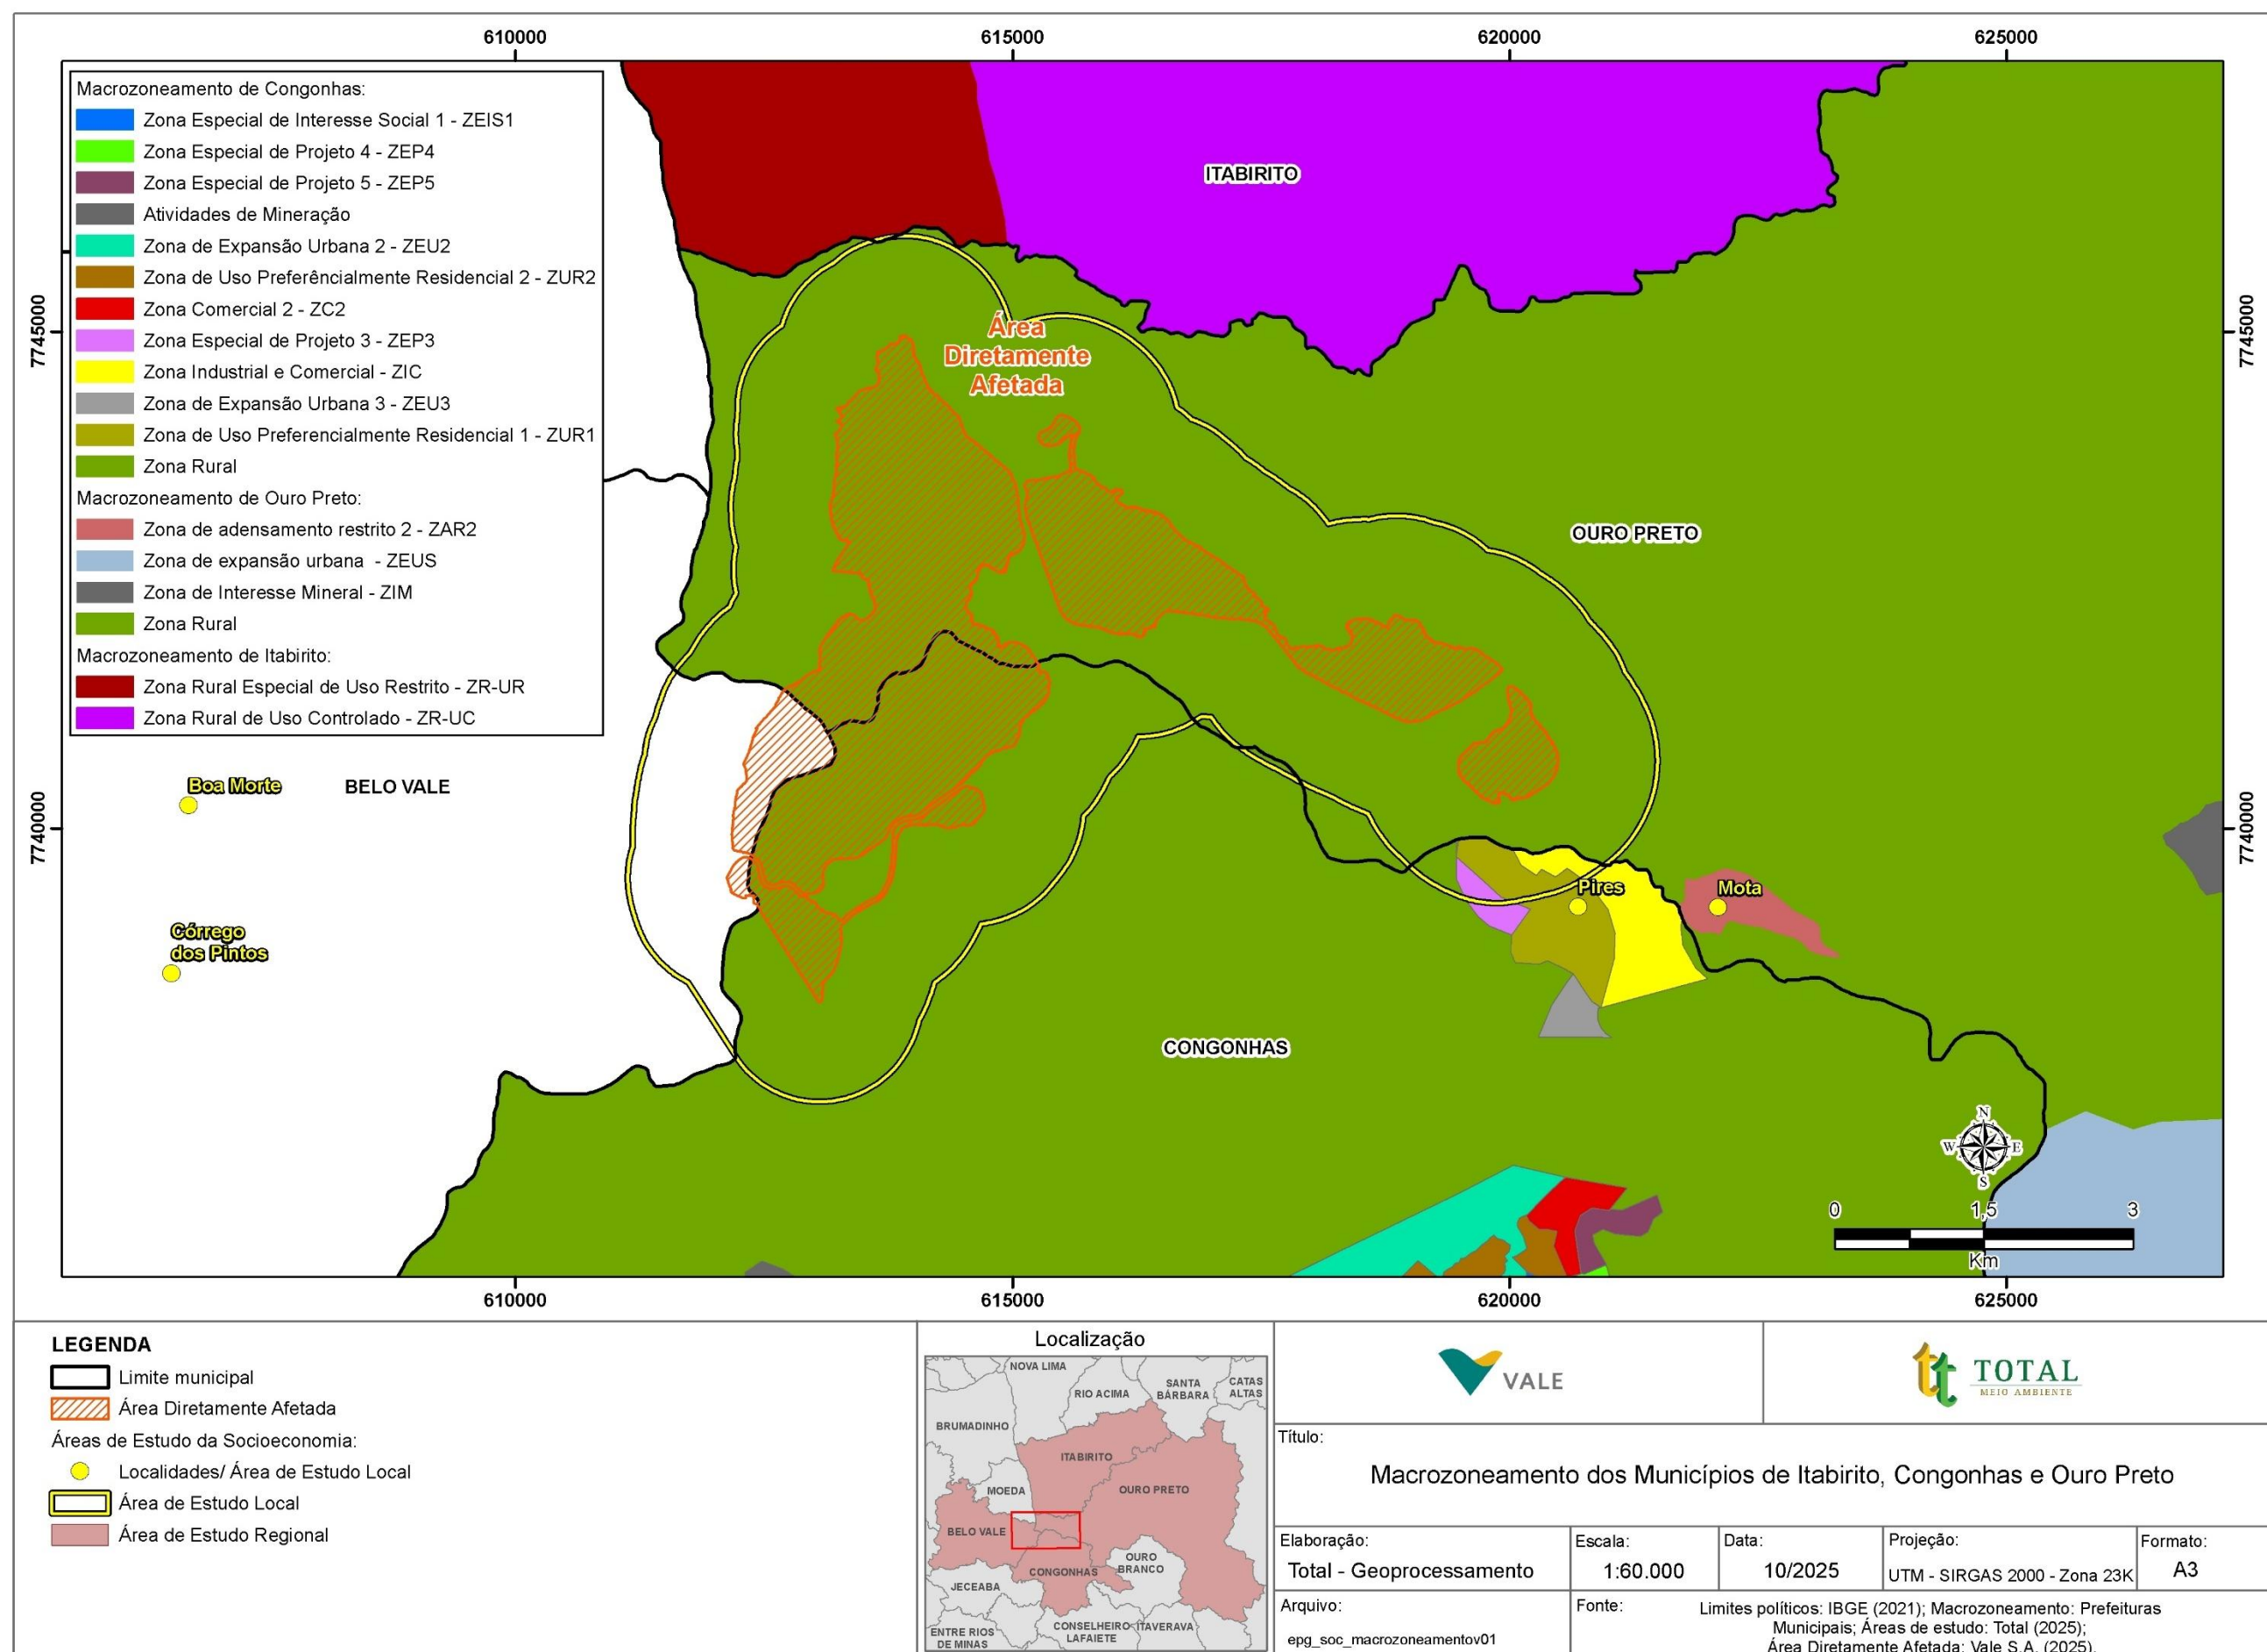 610000
615000
620000
625000
Macrozoneamento de Congonhas:
Zona Especial de Interesse Social 1 - ZEIS1
Zona Especial de Projeto 4 - ZEP4
Zona Especial de Projeto 5 - ZEP5
Atividades de Mineração
Zona de Expansão Urbana 2 - ZEU2
Zona de Uso Preferêncialmente Residencial 2 - ZUR2
Zona Comercial 2 - ZC2
Zona Especial de Projeto 3 - ZEP3
Zona Industrial e Comercial - ZIC
Zona de Expansão Urbana 3 - ZEU3
Zona de Uso Preferencialmente Residencial 1 - ZUR1
Zona Rural
Macrozoneamento de Ouro Preto:
Zona de adensamento restrito 2 - ZAR2
Zona de expansão urbana - ZEUS
Zona de Interesse Mineral - ZIM
Zona Rural
Macrozoneamento de Itabirito:
Zona Rural Especial de Uso Restrito - ZR-UR
Zona Rural de Uso Controlado - ZR-UC
ITABIRITO
7745000
7745000
Área
Diretamente
Afetada
OURO PRETO
Boa Morte
BELO VALE
7740000
7740000
Pires
Mota
Córrego
dos Pintos
CONGONHAS
N
W
E
S
0
1,5
3
Km
610000
615000
620000
625000
LEGENDA
Limite municipal
Área Diretamente Afetada
Áreas de Estudo da Socioeconomia:
Localidades/ Área de Estudo Local
Área de Estudo Local
Área de Estudo Regional
Localização
NOVA LIMA
RIO ACIMA
SANTA
BÁRBARA
CATAS
ALTAS
BRUMADINHO
ITABIRITO
MOEDA
OURO PRETO
BELO VALE
OURO
BRANCO
CONGONHAS
JECEABA
CONSELHEIRO
LAFAIETE
ITAVERAVA
ENTRE RIOS
DE MINAS
VALE
TOTAL
MEIO AMBIENTE
Título:
Macrozoneamento dos Municípios de Itabirito, Congonhas e Ouro Preto
Elaboração:
Total - Geoprocessamento
Escala:
1:60.000
Data:
10/2025
Projeção:
UTM - SIRGAS 2000 - Zona 23K
Formato:
A3
Arquivo:
epg_soc_macrozoneamentov01
Fonte:
Limites políticos: IBGE (2021); Macrozoneamento: Prefeituras
Municipais; Áreas de estudo: Total (2025);
Área Diretamente Afetada: Vale S.A. (2025).